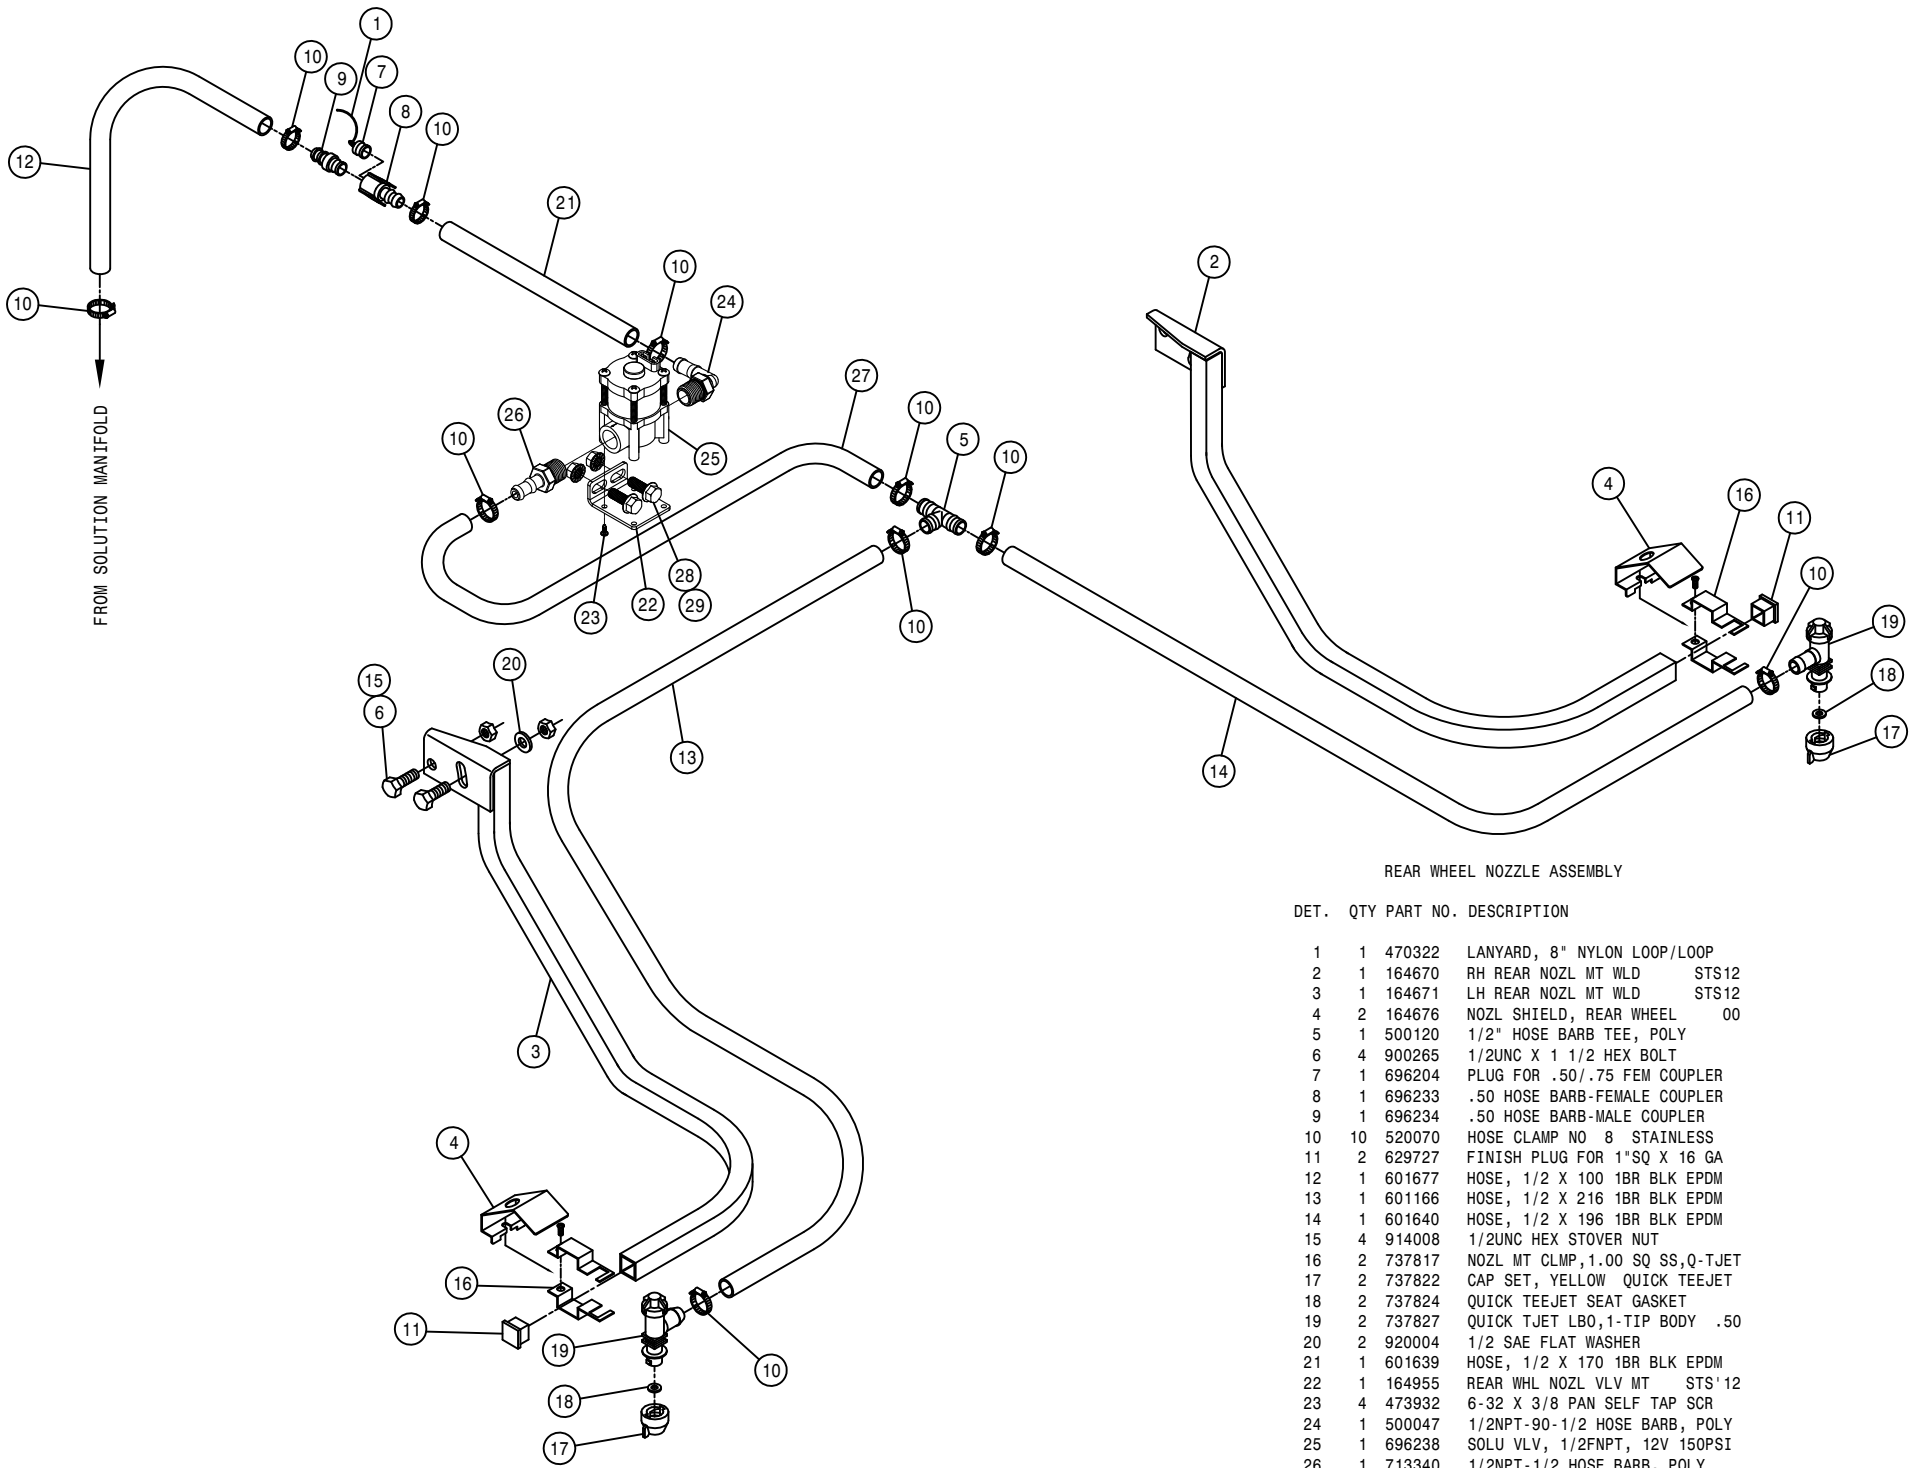 1
10
9
7
8
10
12
21
10
10
24
2
FROM SOLUTION MANIFOLD
27
26
10
10
5
10
25
4
16
11
10
28
29
22
23
10
19
18
17
20
15
6
13
14
3
4
16
11
19
10
18
17
REAR WHEEL NOZZLE ASSEMBLY
DET. QTY PART NO. DESCRIPTION
1 1 470322 LANYARD, 8" NYLON LOOP/LOOP
2 1 164670 RH REAR NOZL MT WLD STS12
3 1 164671 LH REAR NOZL MT WLD STS12
4 2 164676 NOZL SHIELD, REAR WHEEL 00
5 1 500120 1/2" HOSE BARB TEE, POLY
6 4 900265 1/2UNC X 1 1/2 HEX BOLT
7 1 696204 PLUG FOR .50/.75 FEM COUPLER
8 1 696233 .50 HOSE BARB-FEMALE COUPLER
9 1 696234 .50 HOSE BARB-MALE COUPLER
10 10 520070 HOSE CLAMP NO 8 STAINLESS
11 2 629727 FINISH PLUG FOR 1"SQ X 16 GA
12 1 601677 HOSE, 1/2 X 100 1BR BLK EPDM
13 1 601166 HOSE, 1/2 X 216 1BR BLK EPDM
14 1 601640 HOSE, 1/2 X 196 1BR BLK EPDM
15 4 914008 1/2UNC HEX STOVER NUT
16 2 737817 NOZL MT CLMP,1.00 SQ SS,Q-TJET
17 2 737822 CAP SET, YELLOW QUICK TEEJET
18 2 737824 QUICK TEEJET SEAT GASKET
19 2 737827 QUICK TJET LBO,1-TIP BODY .50
20 2 920004 1/2 SAE FLAT WASHER
21 1 601639 HOSE, 1/2 X 170 1BR BLK EPDM
22 1 164955 REAR WHL NOZL VLV MT STS'12
23 4 473932 6-32 X 3/8 PAN SELF TAP SCR
24 1 500047 1/2NPT-90-1/2 HOSE BARB, POLY
25 1 696238 SOLU VLV, 1/2FNPT, 12V 150PSI
26 1 713340 1/2NPT-1/2 HOSE BARB, POLY